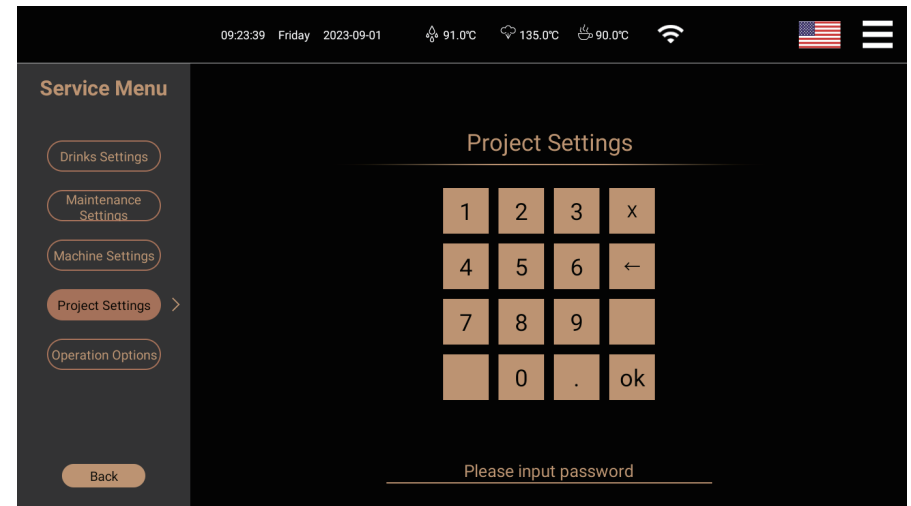 09:23:39 Friday 2023-09-01 91.0℃ 135.0℃ 90.0℃
Service Menu
Drinks Settings
Maintenance
Settings
Machine Settings
Project Settings
Operation Options
Back
Project Settings
1 2 3 X
4 5 6 ←
7 8 9
0 . ok
Please input password